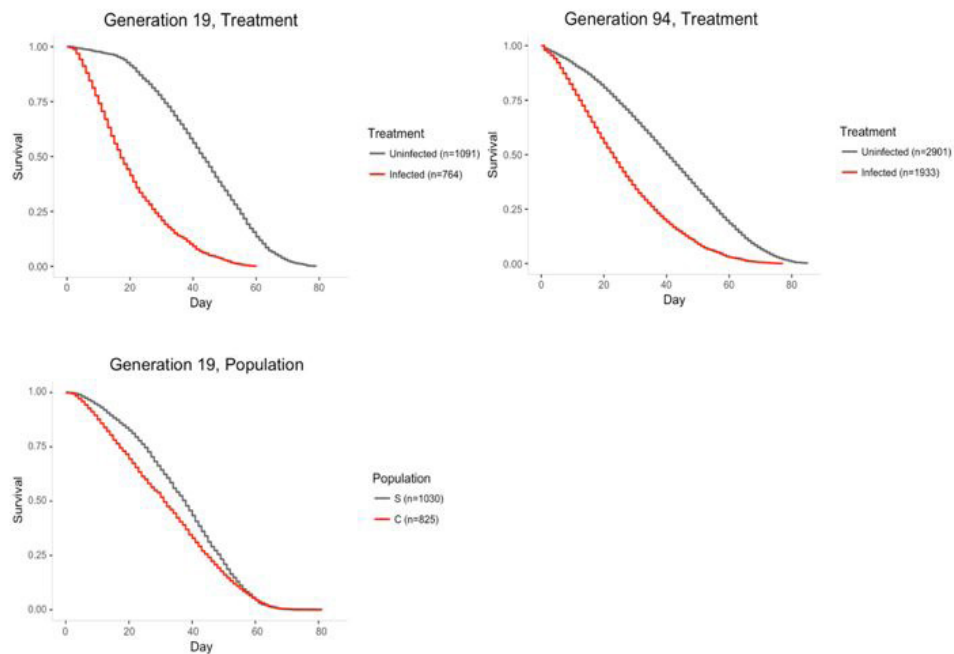 Generation 19, Treatment
1.00
0.75
0.50
0.25
0.00
Survival
0
20
40
60
80
Day
Treatment
Uninfected (n=1091)
Infected (n=764)
Generation 94, Treatment
1.00
0.75
0.50
0.25
0.00
Survival
0
20
40
60
80
Day
Treatment
Uninfected (n=2901)
Infected (n=1933)
Generation 19, Population
1.00
0.75
0.50
0.25
0.00
Survival
0
20
40
60
80
Day
Population
S (n=1030)
C (n=825)